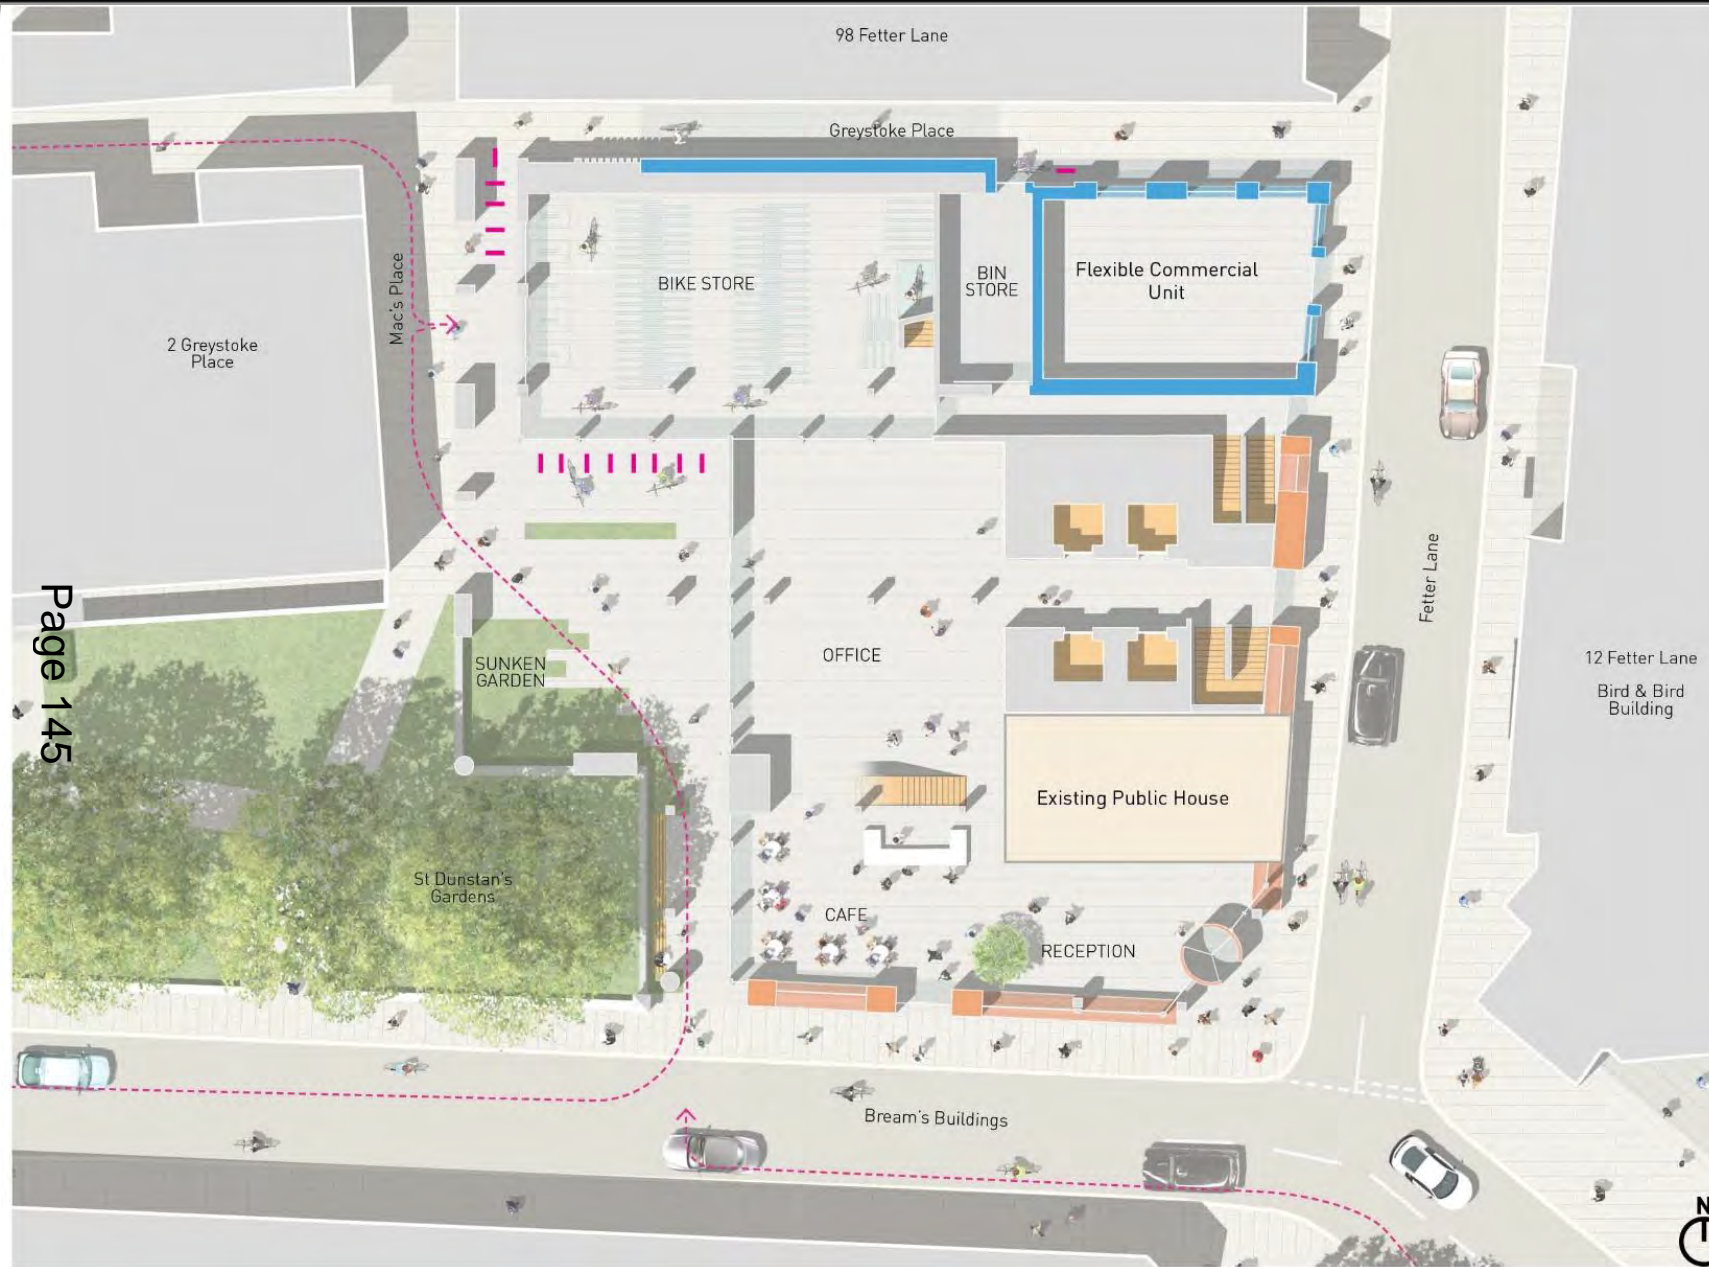 98 Fetter Lane
Greystoke Place
Mac's Place
BIKE STORE
BIN
STORE
Flexible Commercial
Unit
2 Greystoke
Place
Fetter Lane
Page 145
SUNKEN
GARDEN
OFFICE
12 Fetter Lane
Bird & Bird
Building
Existing Public House
St Dunstan's
Gardens
CAFE
RECEPTION
Bream's Buildings
N